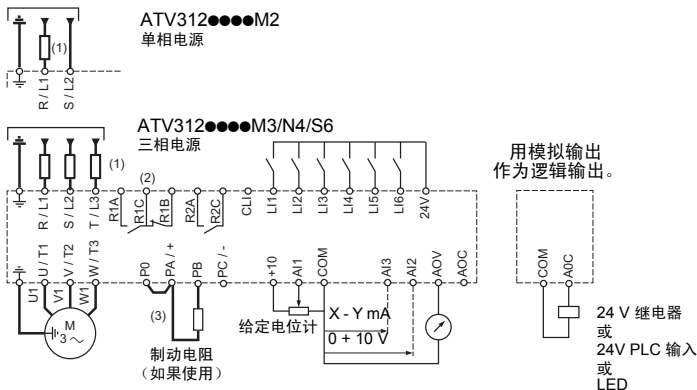 ATV312●●●●M2
单相电源
(1)
R / L1
S / L2
ATV312●●●●M3/N4/S6
三相电源
(1)
(2)
用模拟输出
作为逻辑输出。
R / L1
S / L2
T / L3
R1A
R1C
R1B
R2A
R2C
CLI
LI1
LI2
LI3
LI4
LI5
LI6
24V
U / T1
V / T2
W / T3
P0
PA / +
PB
PC / -
+10
AI1
COM
AI3
AI2
AOV
AOC
COM
A0C
U1
V1
W1
M
3 ~
(3)
给定电位计
X - Y mA
0 + 10 V
制动电阻
（如果使用）
24 V 继电器
或
24V PLC 输入
或
LED